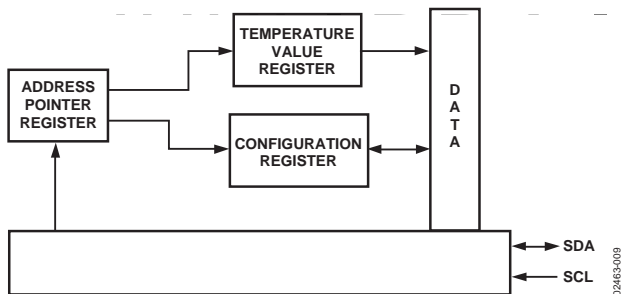 TEMPERATURE
VALUE
REGISTER
ADDRESS
POINTER
REGISTER
D
A
T
A
CONFIGURATION
REGISTER
SDA
SCL
02463-009